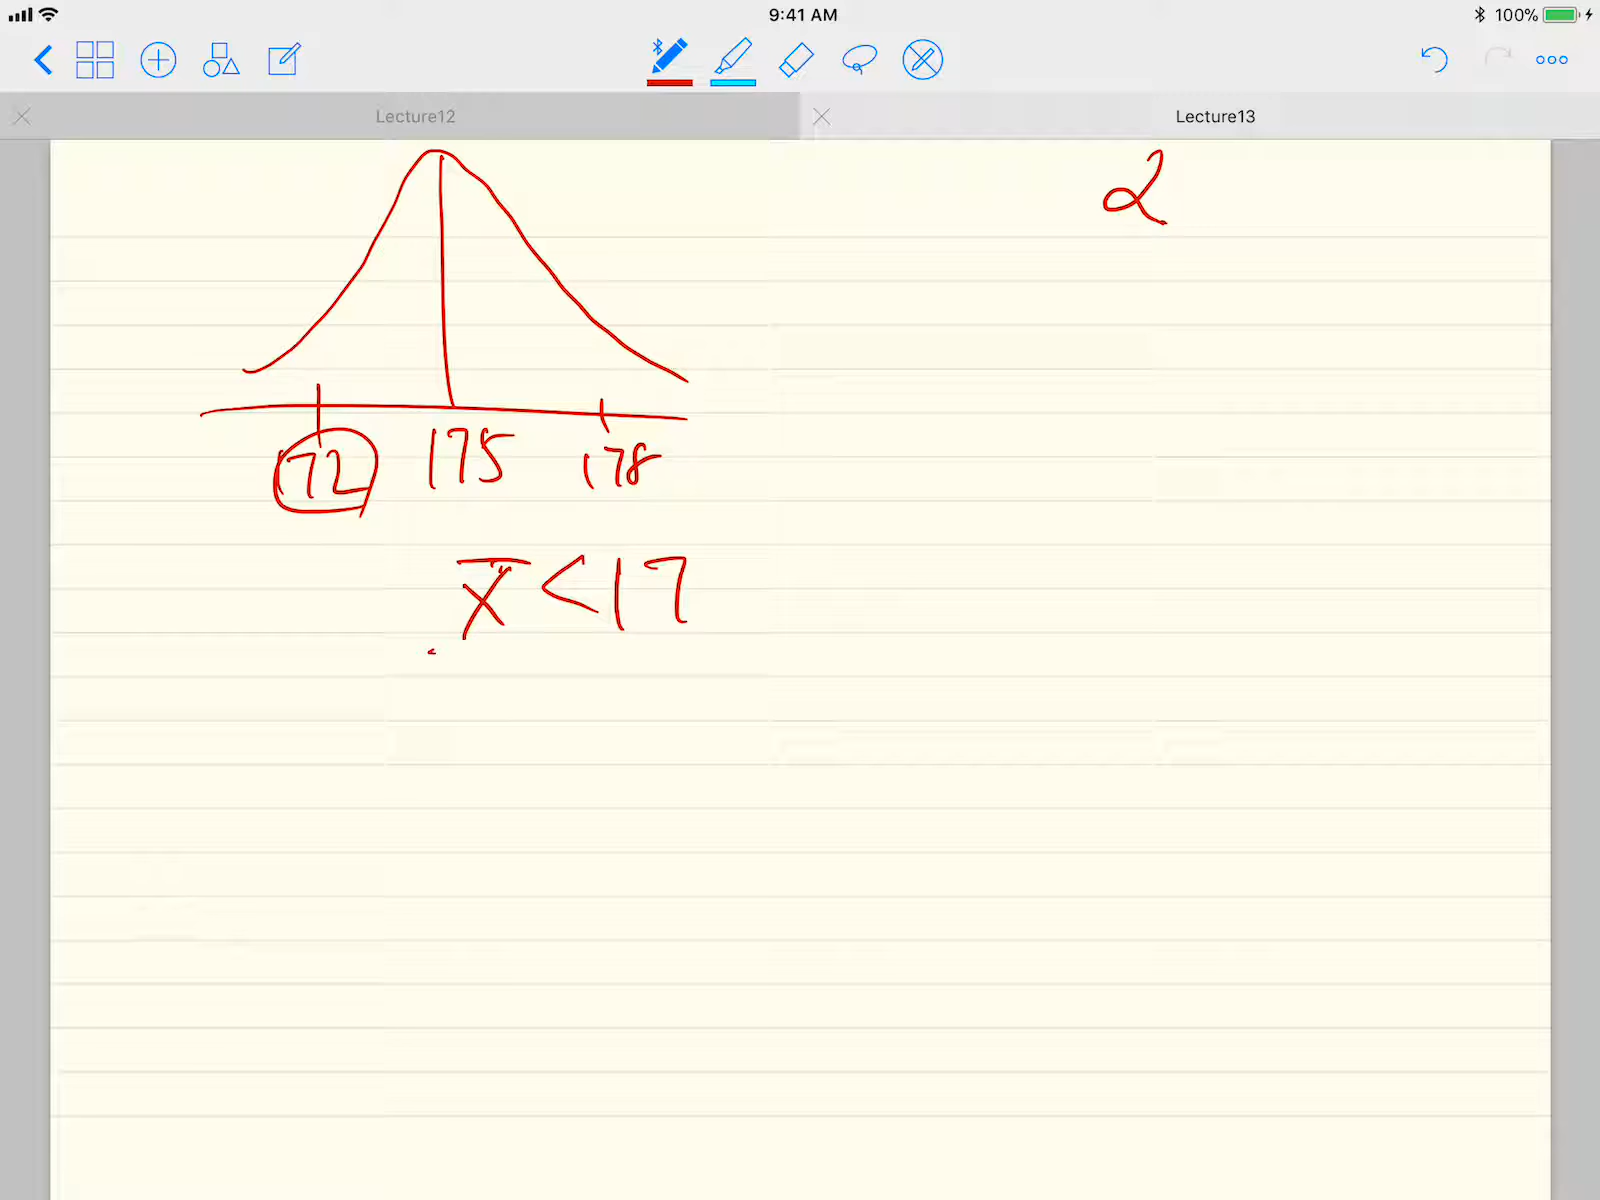 9:41 AM 100%
Lecture12 Lecture13
α
172 175 178
x̄ < 17